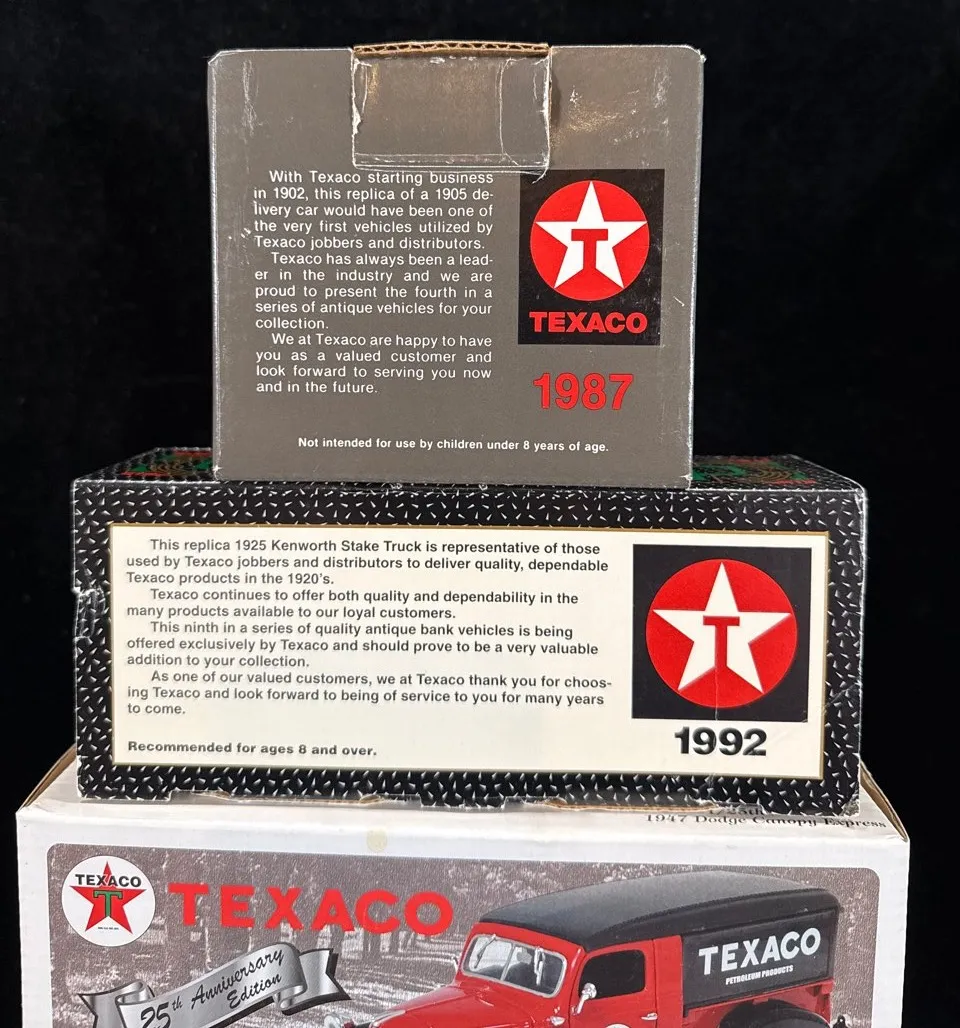 With Texaco starting business
in 1902, this replica of a 1905 de-
livery car would have been one of
the very first vehicles utilized by
Texaco jobbers and distributors.
Texaco has always been a lead-
er in the industry and we are
proud to present the fourth in a
series of antique vehicles for your
collection.
We at Texaco are happy to have
you as a valued customer and
look forward to serving you now
and in the future.
T
TEXACO
1987
Not intended for use by children under 8 years of age.
This replica 1925 Kenworth Stake Truck is representative of those
used by Texaco jobbers and distributors to deliver quality, dependable
Texaco products in the 1920's.
Texaco continues to offer both quality and dependability in the
many products available to our loyal customers.
This ninth in a series of quality antique bank vehicles is being
offered exclusively by Texaco and should prove to be a very valuable
addition to your collection.
As one of our valued customers, we at Texaco thank you for choos-
ing Texaco and look forward to being of service to you for many years
to come.
Recommended for ages 8 and over.
T
1992
1947 Dodge Canopy Express
TEXACO
T
TEXACO
25th Anniversary
Edition
TEXACO
PETROLEUM PRODUCTS